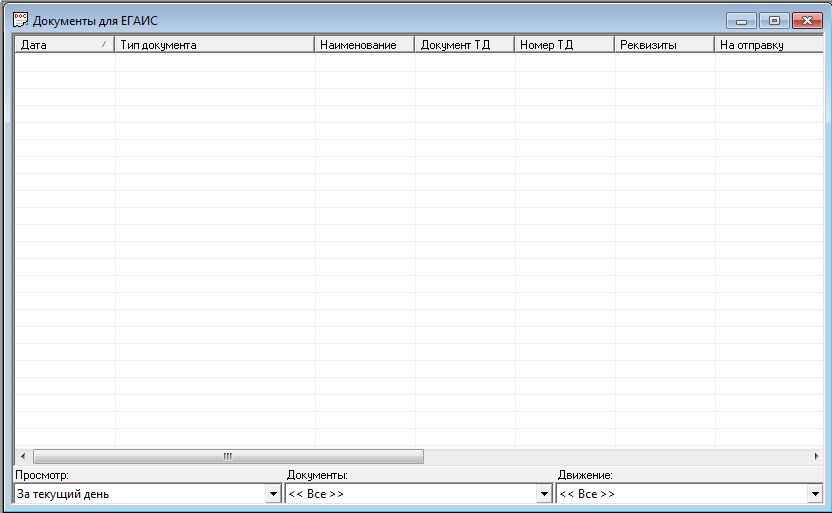 DOC Документы для ЕГАИС
Дата Тип документа Наименование Документ ТД Номер ТД Реквизиты На отправку
Просмотр: Документы: Движение:
За текущий день << Все >> << Все >>